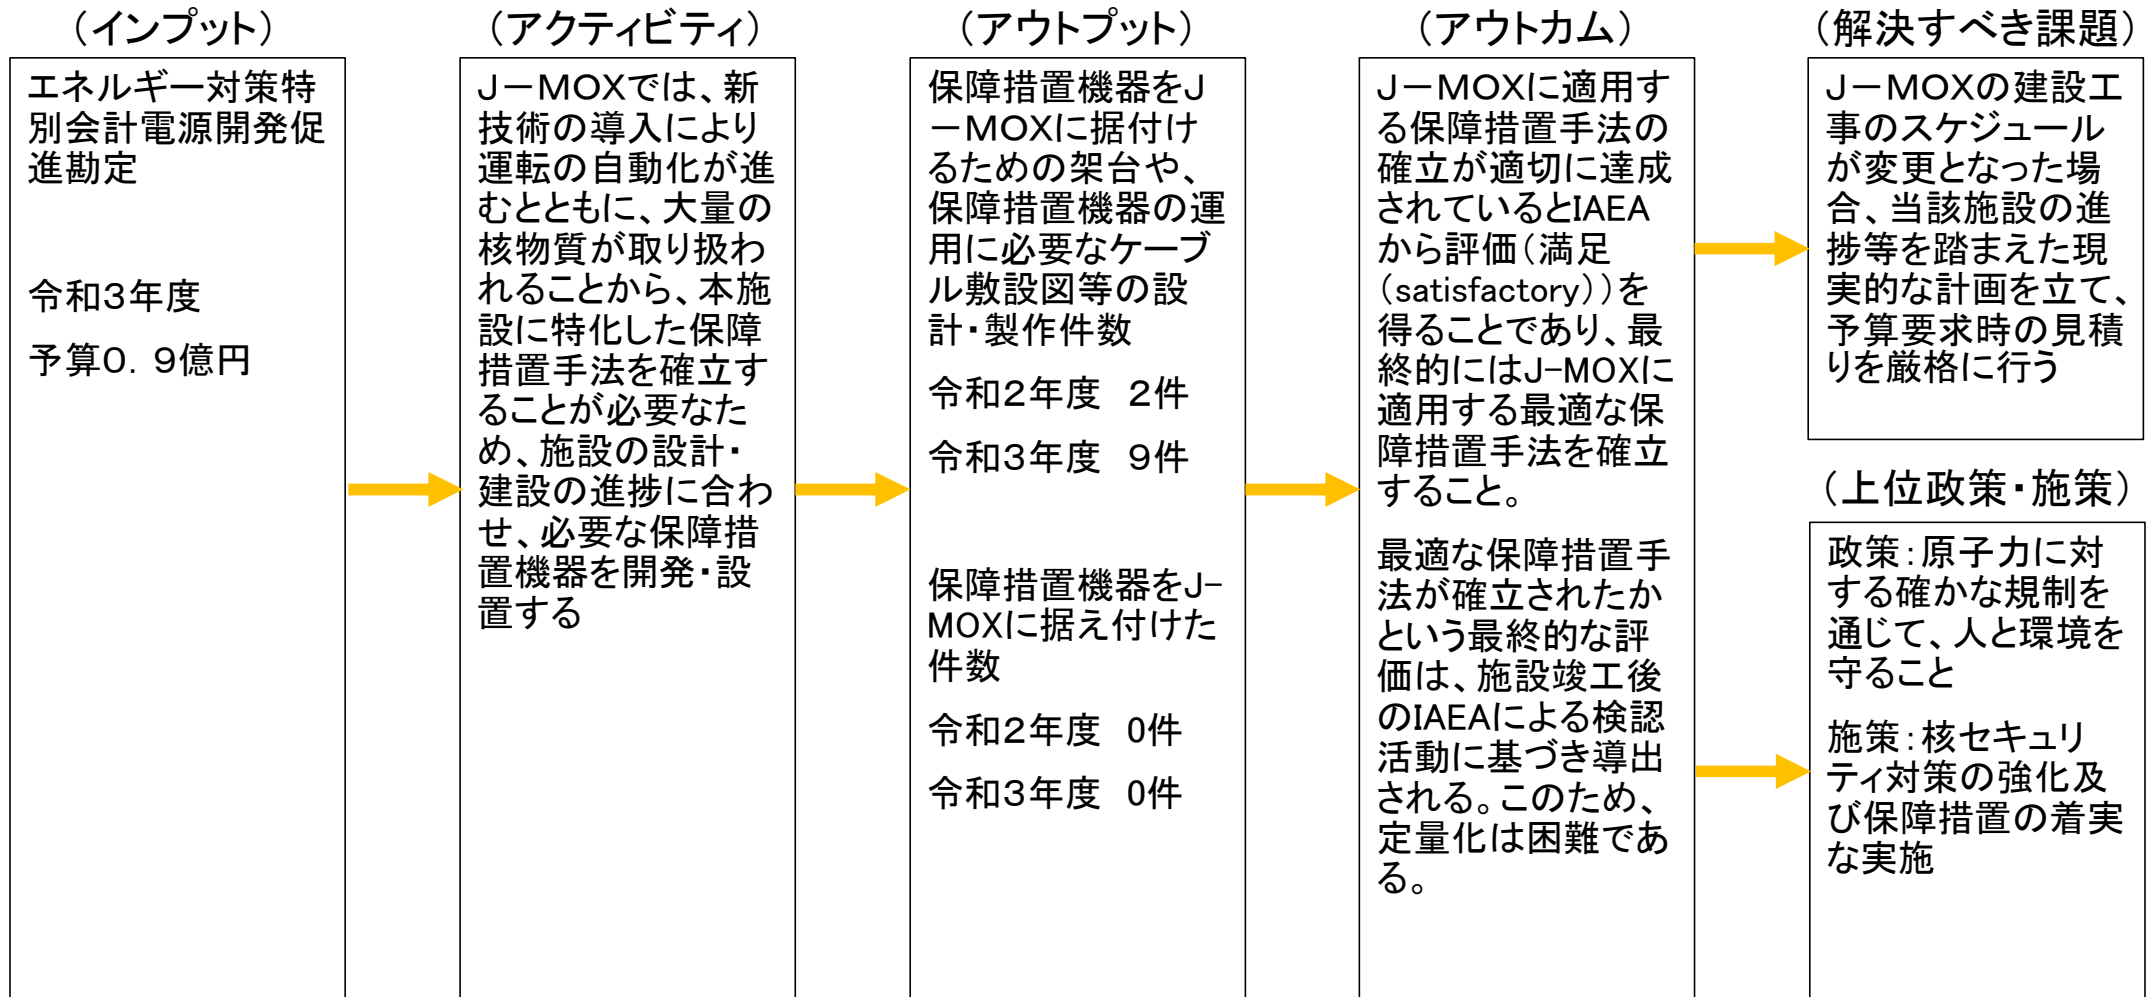 （インプット）
エネルギー対策特
別会計電源開発促
進勘定
令和３年度
予算０．９億円
（アクティビティ）
Ｊ－ＭＯＸでは、新
技術の導入により
運転の自動化が進
むとともに、大量の
核物質が取り扱わ
れることから、本施
設に特化した保障
措置手法を確立す
ることが必要なた
め、施設の設計・
建設の進捗に合わ
せ、必要な保障措
置機器を開発・設
置する
（アウトプット）
保障措置機器をＪ
－ＭＯＸに据付け
るための架台や、
保障措置機器の運
用に必要なケーブ
ル敷設図等の設
計・製作件数
令和２年度　２件
令和３年度　９件
保障措置機器をJ-
MOXに据え付けた
件数
令和２年度　0件
令和３年度　0件
（アウトカム）
Ｊ－ＭＯＸに適用す
る保障措置手法の
確立が適切に達成
されているとIAEA
から評価（満足
（satisfactory））を
得ることであり、最
終的にはJ-MOXに
適用する最適な保
障措置手法を確立
すること。
最適な保障措置手
法が確立されたか
という最終的な評
価は、施設竣工後
のIAEAによる検認
活動に基づき導出
される。このため、
定量化は困難であ
る。
（解決すべき課題）
Ｊ－ＭＯＸの建設工
事のスケジュール
が変更となった場
合、当該施設の進
捗等を踏まえた現
実的な計画を立て、
予算要求時の見積
りを厳格に行う
（上位政策・施策）
政策：原子力に対
する確かな規制を
通じて、人と環境を
守ること
施策：核セキュリ
ティ対策の強化及
び保障措置の着実
な実施